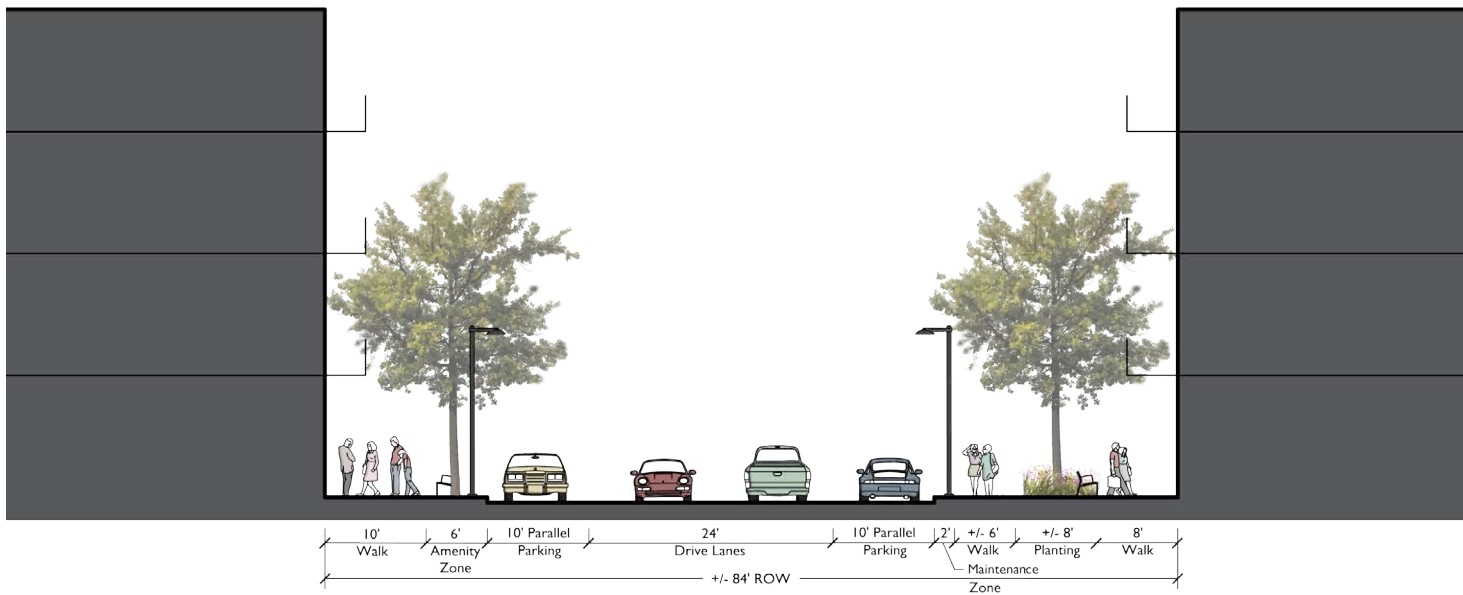 10' 6' 10' Parallel 24' 10' Parallel 2' +/- 6' +/- 8' 8'
Walk Amenity Parking Drive Lanes Parking Walk Planting Walk
Zone Maintenance
+/- 84' ROW Zone